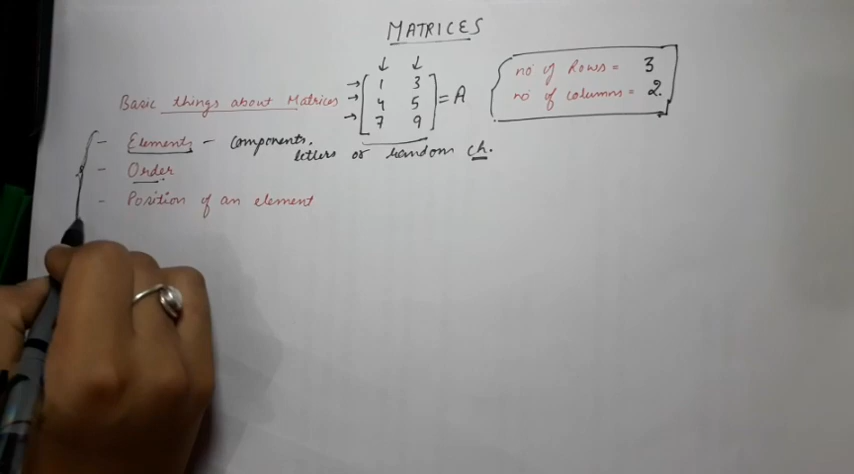 MATRICES
Basic things about Matrices → [ 1 3 → 4 5 → 7 9 ] = A
no of Rows = 3
no of columns = 2.
- Elements - components, letters or random ch.
- Order
- Position of an element